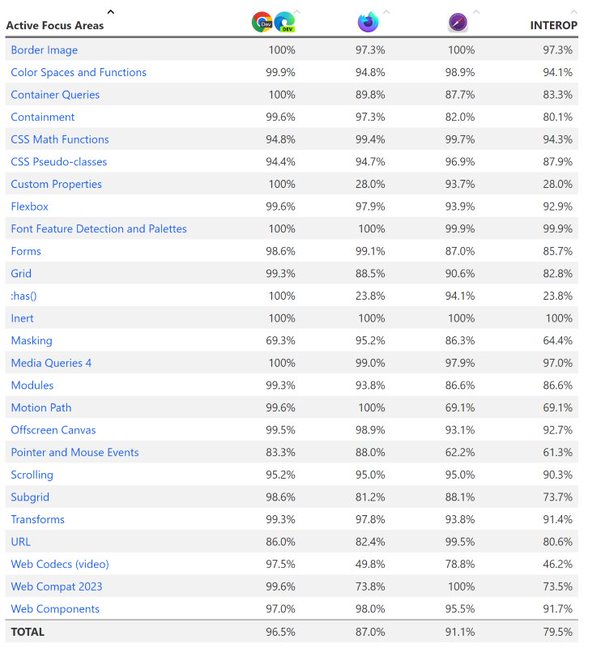 Active Focus Areas Dev DEV INTEROP
Border Image 100% 97.3% 100% 97.3%
Color Spaces and Functions 99.9% 94.8% 98.9% 94.1%
Container Queries 100% 89.8% 87.7% 83.3%
Containment 99.6% 97.3% 82.0% 80.1%
CSS Math Functions 94.8% 99.4% 99.7% 94.3%
CSS Pseudo-classes 94.4% 94.7% 96.9% 87.9%
Custom Properties 100% 28.0% 93.7% 28.0%
Flexbox 99.6% 97.9% 93.9% 92.9%
Font Feature Detection and Palettes 100% 100% 99.9% 99.9%
Forms 98.6% 99.1% 87.0% 85.7%
Grid 99.3% 88.5% 90.6% 82.8%
:has() 100% 23.8% 94.1% 23.8%
Inert 100% 100% 100% 100%
Masking 69.3% 95.2% 86.3% 64.4%
Media Queries 4 100% 99.0% 97.9% 97.0%
Modules 99.3% 93.8% 86.6% 86.6%
Motion Path 99.6% 100% 69.1% 69.1%
Offscreen Canvas 99.5% 98.9% 93.1% 92.7%
Pointer and Mouse Events 83.3% 88.0% 62.2% 61.3%
Scrolling 95.2% 95.0% 95.0% 90.3%
Subgrid 98.6% 81.2% 88.1% 73.7%
Transforms 99.3% 97.8% 93.8% 91.4%
URL 86.0% 82.4% 99.5% 80.6%
Web Codecs (video) 97.5% 49.8% 78.8% 46.2%
Web Compat 2023 99.6% 73.8% 100% 73.5%
Web Components 97.0% 98.0% 95.5% 91.7%
TOTAL 96.5% 87.0% 91.1% 79.5%